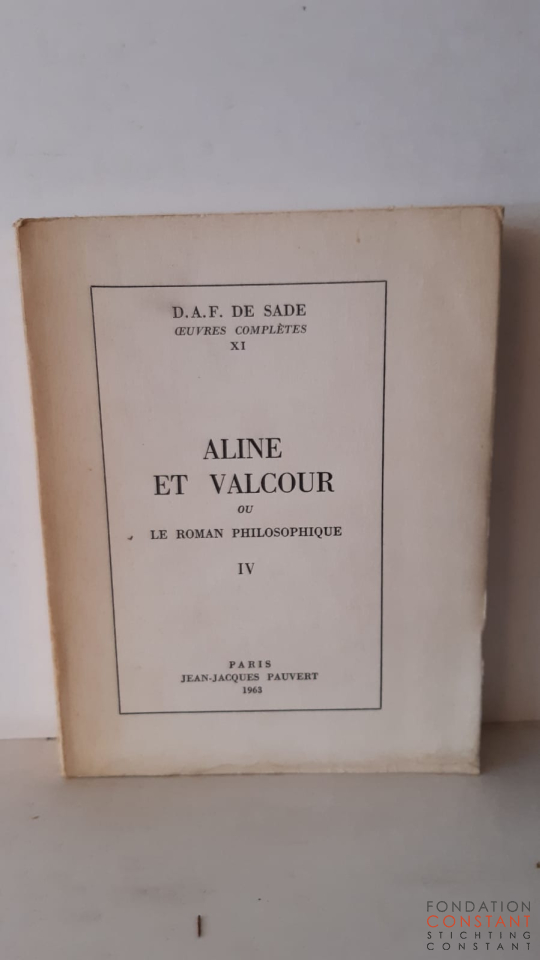 D.A.F. DE SADE
ŒUVRES COMPLÈTES
XI
ALINE
ET VALCOUR
OU
LE ROMAN PHILOSOPHIQUE
IV
PARIS
JEAN-JACQUES PAUVERT
1963
FONDATION
CONSTANT
STICHTING
CONSTANT